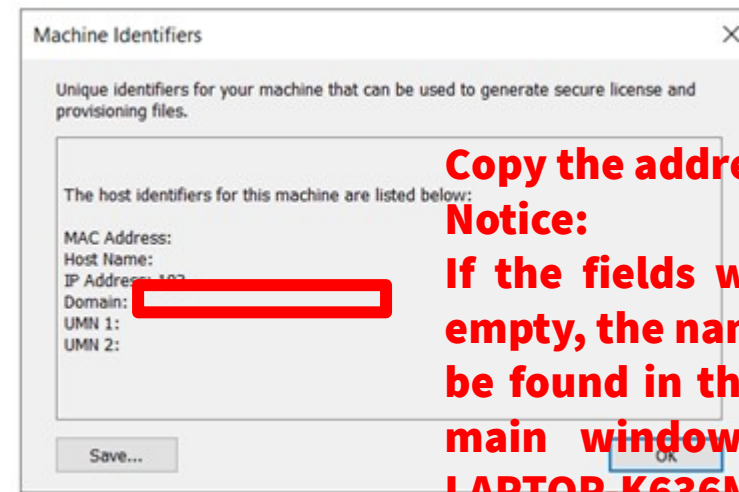 Machine Identifiers
Unique identifiers for your machine that can be used to generate secure license and
provisioning files.
Copy the addre
The host identifiers for this machine are listed below:
Notice:
MAC Address:
Host Name:
If the fields w
IP Address: 192
Domain:
empty, the nan
UMN 1:
UMN 2:
be found in th
main window
Save...
OK